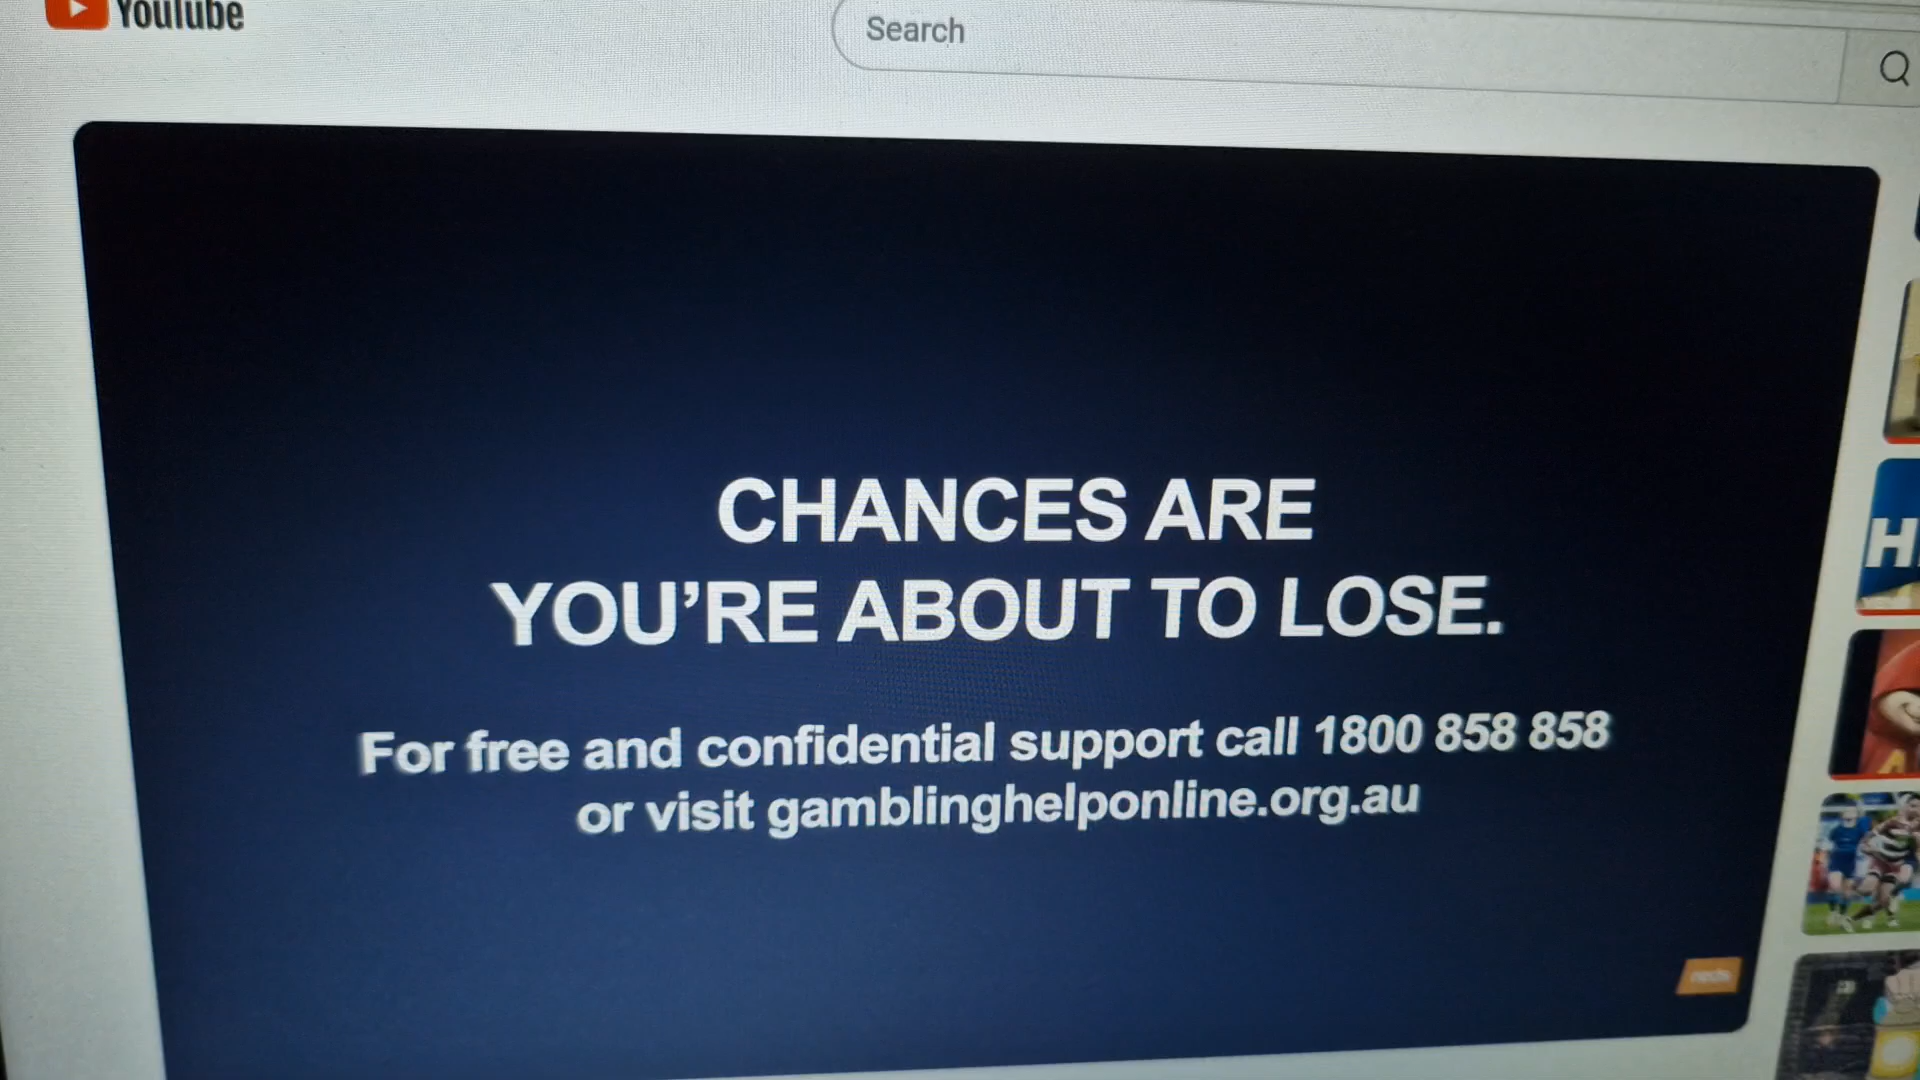 YouTube
Search
CHANCES ARE
YOU'RE ABOUT TO LOSE.
For free and confidential support call 1800 858 858
or visit gamblinghelponline.org.au
H